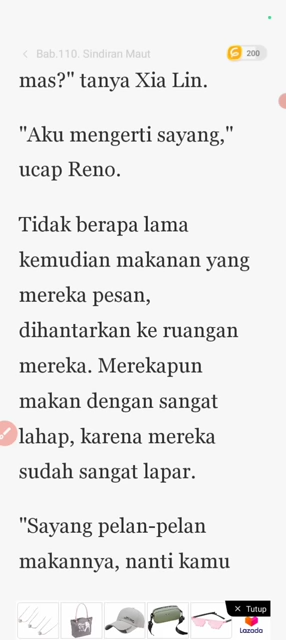 Bab.110. Sindiran Maut
200
mas?" tanya Xia Lin.
"Aku mengerti sayang,"
ucap Reno.
Tidak berapa lama
kemudian makanan yang
mereka pesan,
dihantarkan ke ruangan
mereka. Merekapun
makan dengan sangat
lahap, karena mereka
sudah sangat lapar.
"Sayang pelan-pelan
makannya, nanti kamu
× Tutup
Lazada